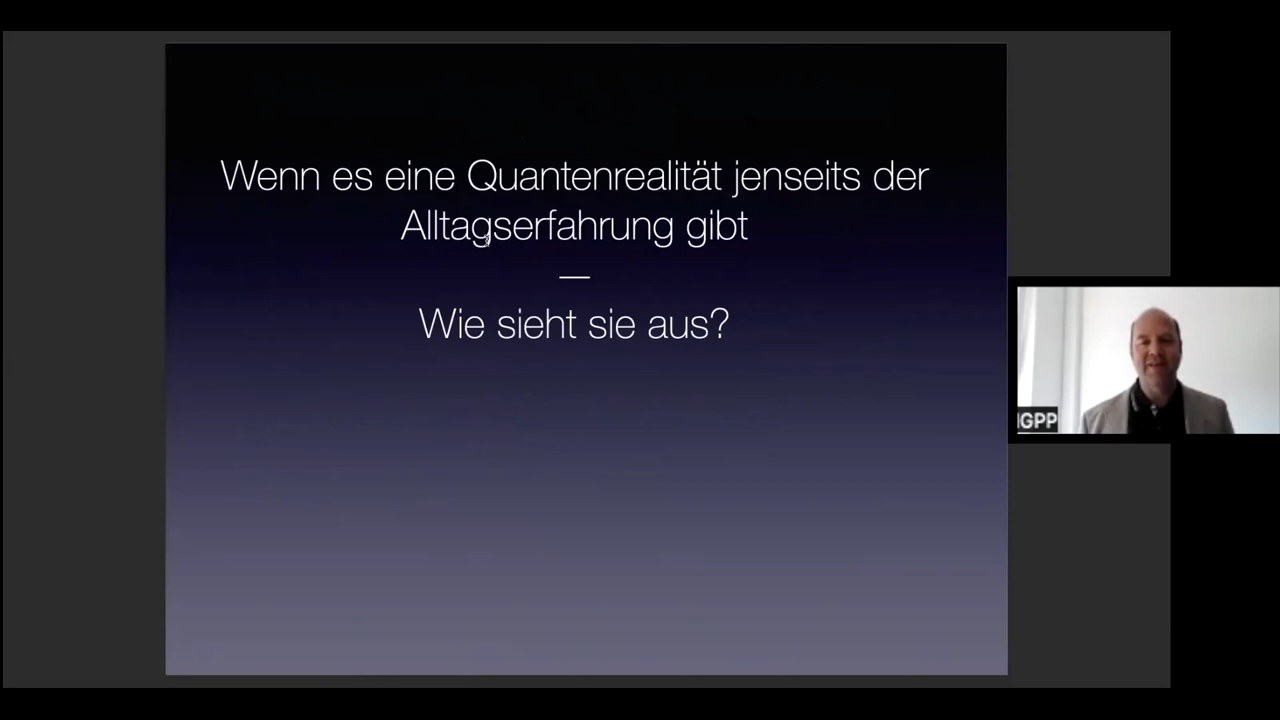 Wenn es eine Quantenrealität jenseits der
Alltagserfahrung gibt
—
Wie sieht sie aus?
IGPP